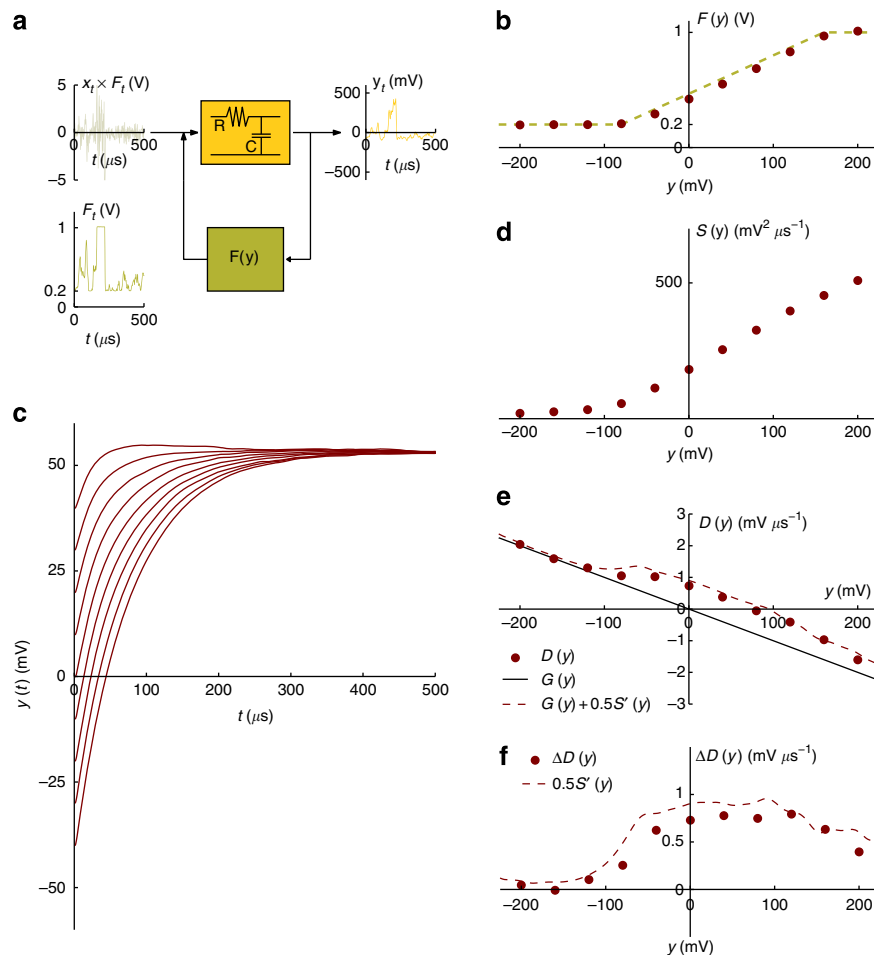 a
x_t × F_t (V)
5
0
−5
t (μs)
500
R
C
y_t (mV)
500
0
−500
t (μs)
500
F_t (V)
1
0.2
0
0
500
t (μs)
F(y)
b
F (y) (V)
1
0.2
0
−200
−100
0
100
200
y (mV)
c
50
25
0
−25
−50
y (t) (mV)
0
100
200
300
400
500
t (μs)
d
S (y) (mV² μs⁻¹)
500
−200
−100
0
100
200
y (mV)
e
D (y) (mV μs⁻¹)
3
2
1
0
−1
−2
−3
y (mV)
−200
−100
0
100
200
D (y)
G (y)
G (y) + 0.5S′ (y)
f
ΔD (y) (mV μs⁻¹)
ΔD (y)
0.5S′ (y)
1
0.5
0
−200
−100
0
100
200
y (mV)